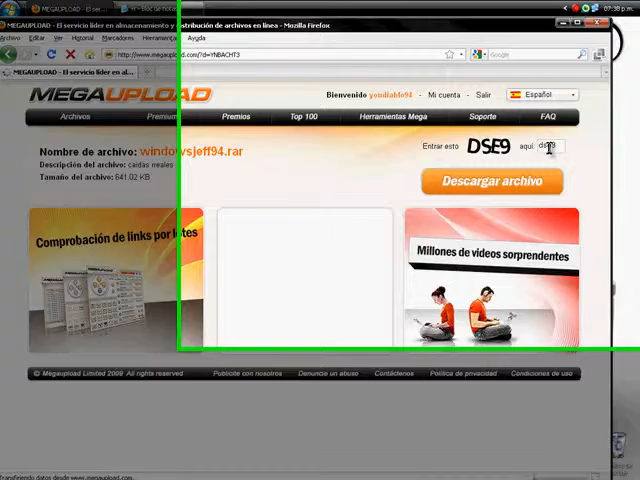 07:38 p.m.
MEGAUPLOAD - El servicio líder en almacenamiento y distribución de archivos en línea - Mozilla Firefox
Archivo Editar Ver Historial Marcadores Herramientas Ayuda
http://www.megaupload.com/?d=YNBACHT3
Google
MEGAUPLOAD - El servicio líder en al...
MEGAUPLOAD
Bienvenido yondiablo94 - Mi cuenta - Salir
Español
Archivos Premium Premios Top 100 Herramientas Mega Soporte FAQ
Nombre de archivo: windowsjeff94.rar
Descripción del archivo: caidas rreales
Tamaño del archivo: 641.02 KB
Entrar esto DSE9 aquí:
Descargar archivo
Comprobación de links por lotes
Millones de videos sorprendentes
© Megaupload Limited 2009 All rights reserved
Publicite con nosotros Denuncie un abuso Contáctenos Política de privacidad Condiciones de uso
Transfiriendo datos desde www.megaupload.com...